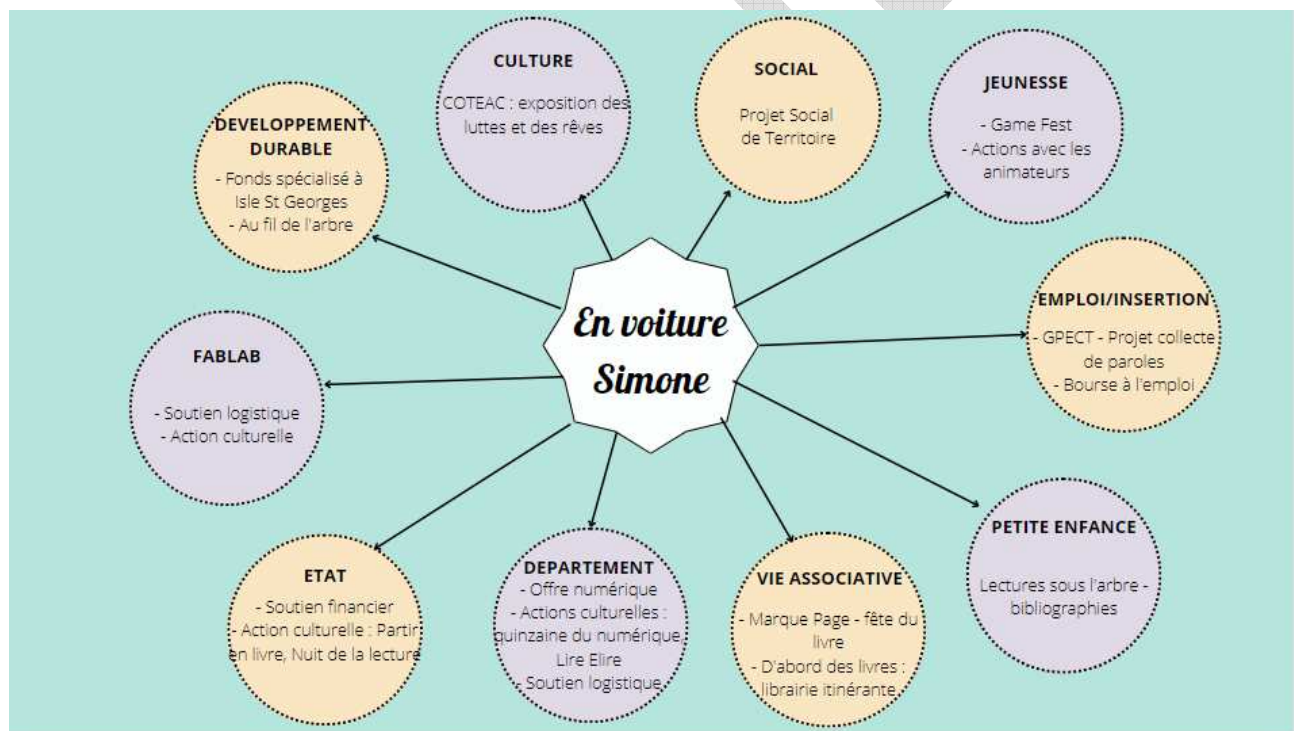 CULTURE
COTEAC : exposition des
luttes et des rêves
SOCIAL
Projet Social
de Territoire
JEUNESSE
- Game Fest
- Actions avec les
animateurs
DEVELOPPEMENT
DURABLE
- Fonds spécialisé à
Isle St Georges
- Au fil de l'arbre
EMPLOI/INSERTION
- GPECT - Projet collecte
de paroles
- Bourse à l'emploi
En voiture
Simone
FABLAB
- Soutien logistique
- Action culturelle
PETITE ENFANCE
Lectures sous l'arbre -
bibliographies
ETAT
- Soutien financier
- Action culturelle : Partir
en livre, Nuit de la lecture
DEPARTEMENT
- Offre numérique
- Actions culturelles :
quinzaine du numérique,
Lire Elire
- Soutien logistique
VIE ASSOCIATIVE
- Marque Page - fête du
livre
- D'abord des livres :
librairie itinérante